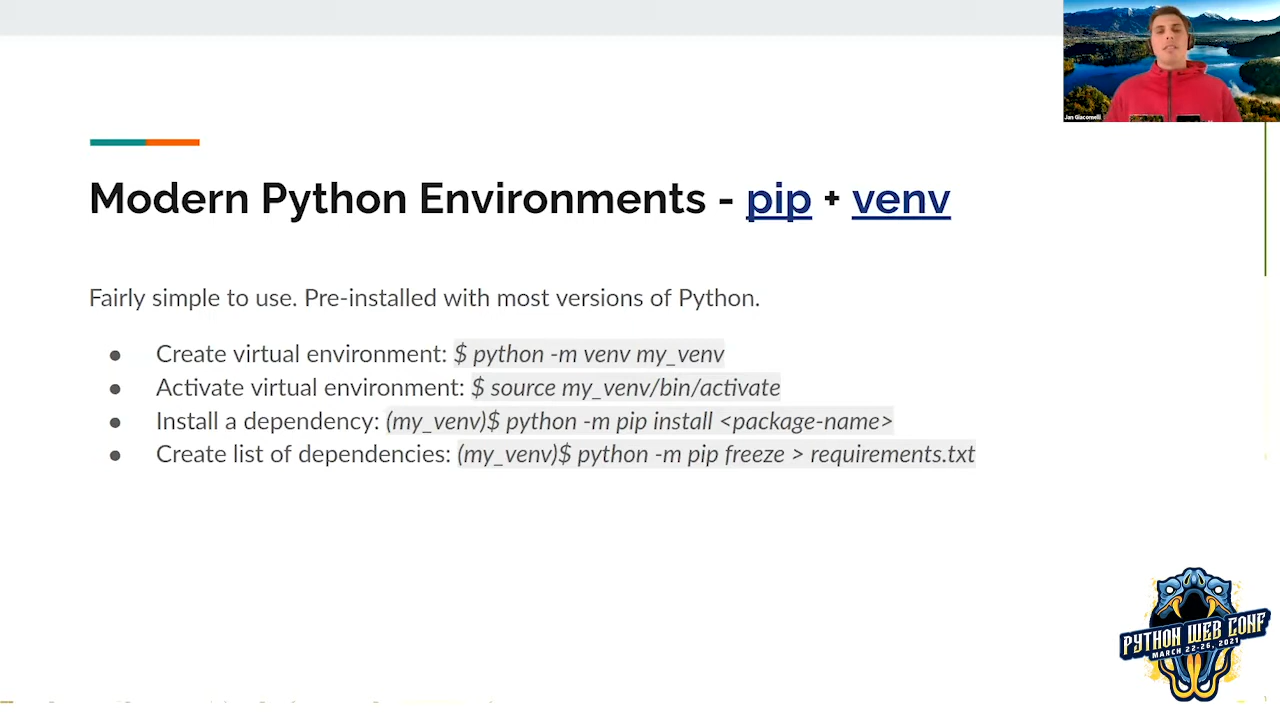 Jan Giacomelli
Modern Python Environments - pip + venv
Fairly simple to use. Pre-installed with most versions of Python.
● Create virtual environment: $ python -m venv my_venv
● Activate virtual environment: $ source my_venv/bin/activate
● Install a dependency: (my_venv)$ python -m pip install <package-name>
● Create list of dependencies: (my_venv)$ python -m pip freeze > requirements.txt
PYTHON WEB CONF
MARCH 22-26, 2021